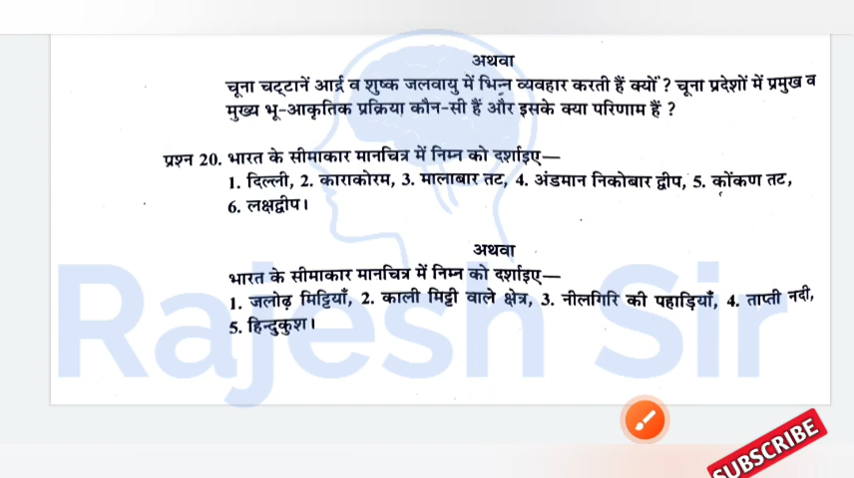 अथवा
चूना चट्टानें आर्द्र व शुष्क जलवायु में भिन्न व्यवहार करती हैं क्यों ? चूना प्रदेशों में प्रमुख व
मुख्य भू-आकृतिक प्रक्रिया कौन-सी हैं और इसके क्या परिणाम हैं ?
प्रश्न 20. भारत के सीमाकार मानचित्र में निम्न को दर्शाइए—
1. दिल्ली, 2. काराकोरम, 3. मालाबार तट, 4. अंडमान निकोबार द्वीप, 5. कोंकण तट,
6. लक्षद्वीप।
अथवा
भारत के सीमाकार मानचित्र में निम्न को दर्शाइए—
1. जलोढ़ मिट्टियाँ, 2. काली मिट्टी वाले क्षेत्र, 3. नीलगिरि की पहाड़ियाँ, 4. ताप्ती नदी,
5. हिन्दुकुश।
Rajesh Sir
SUBSCRIBE